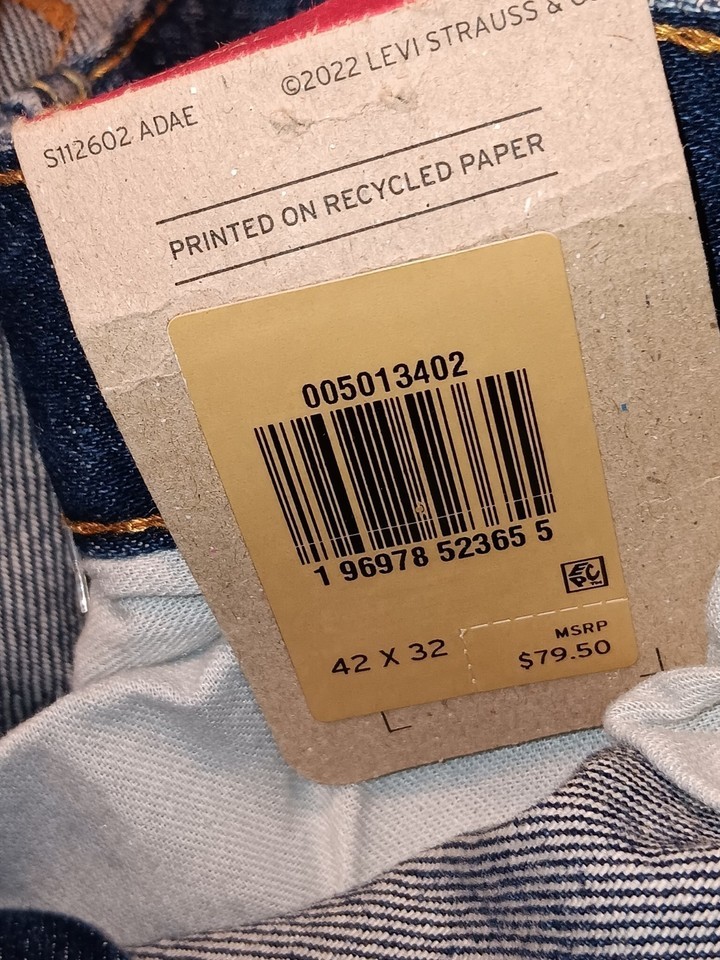 ©2022 LEVI STRAUSS &
S112602 ADAE
PRINTED ON RECYCLED PAPER
005013402
1 96978 52365 5
EPC
42 X 32
MSRP
$79.50